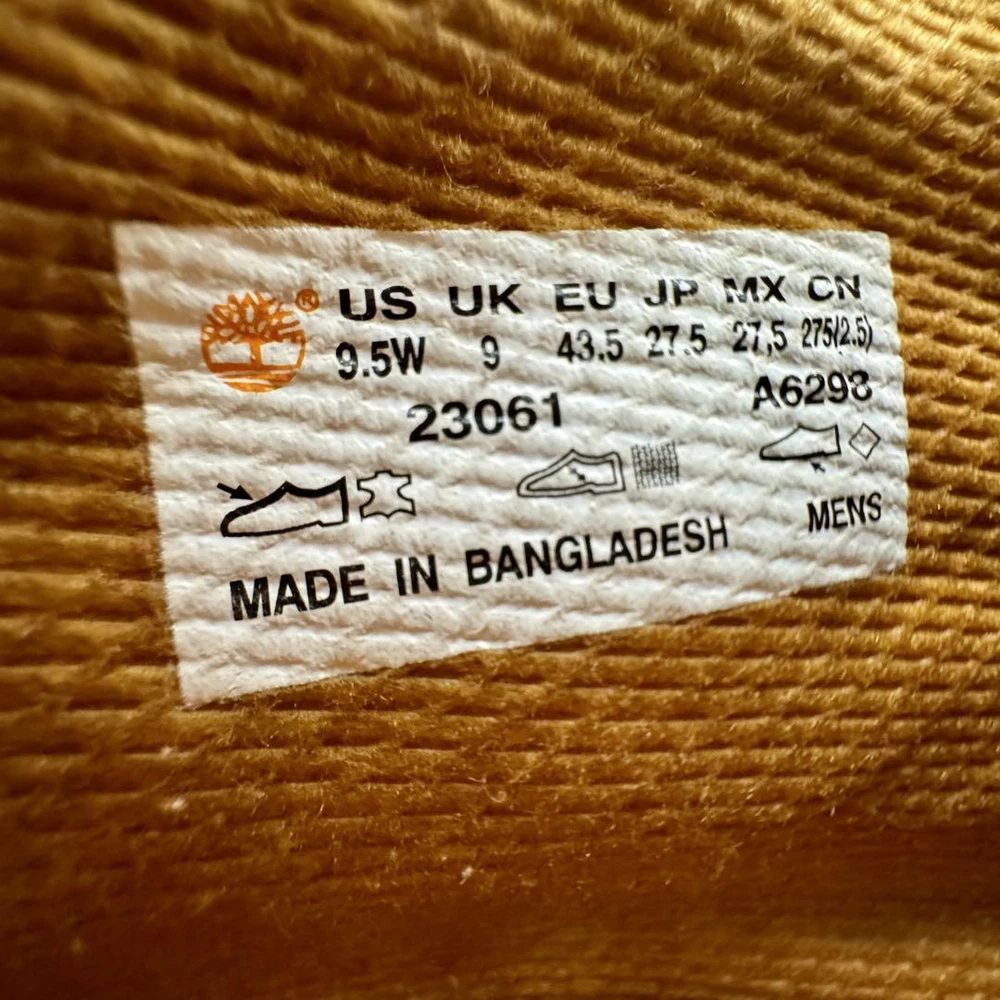 ® US UK EU JP MX CN
9.5W 9 43.5 27.5 27,5 275(2.5)
23061 A6293
MADE IN BANGLADESH MENS